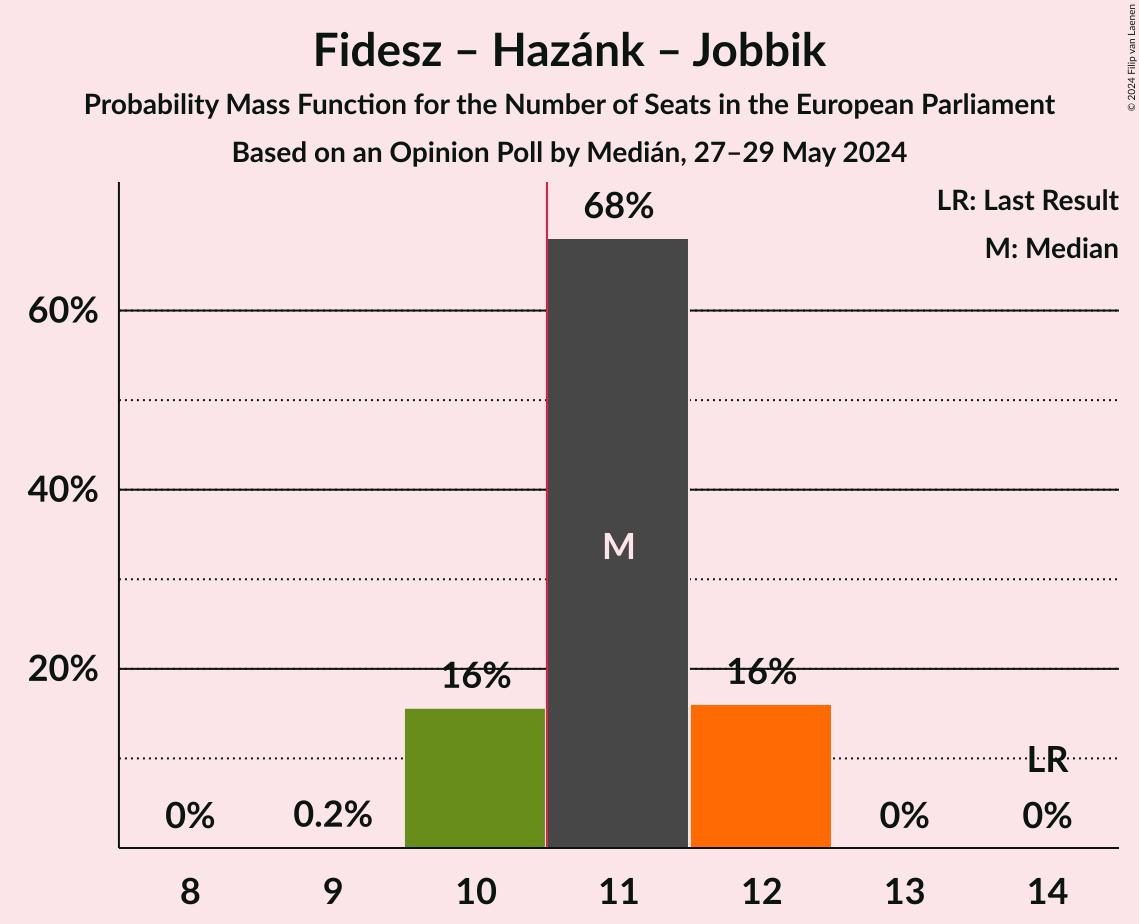 Fidesz – Hazánk – Jobbik
Probability Mass Function for the Number of Seats in the European Parliament
Based on an Opinion Poll by Medián, 27–29 May 2024
© 2024 Filip van Laenen
LR: Last Result
M: Median
68%
60%
40%
M
20%
16%
16%
LR
0%
0.2%
0%
0%
8
9
10
11
12
13
14